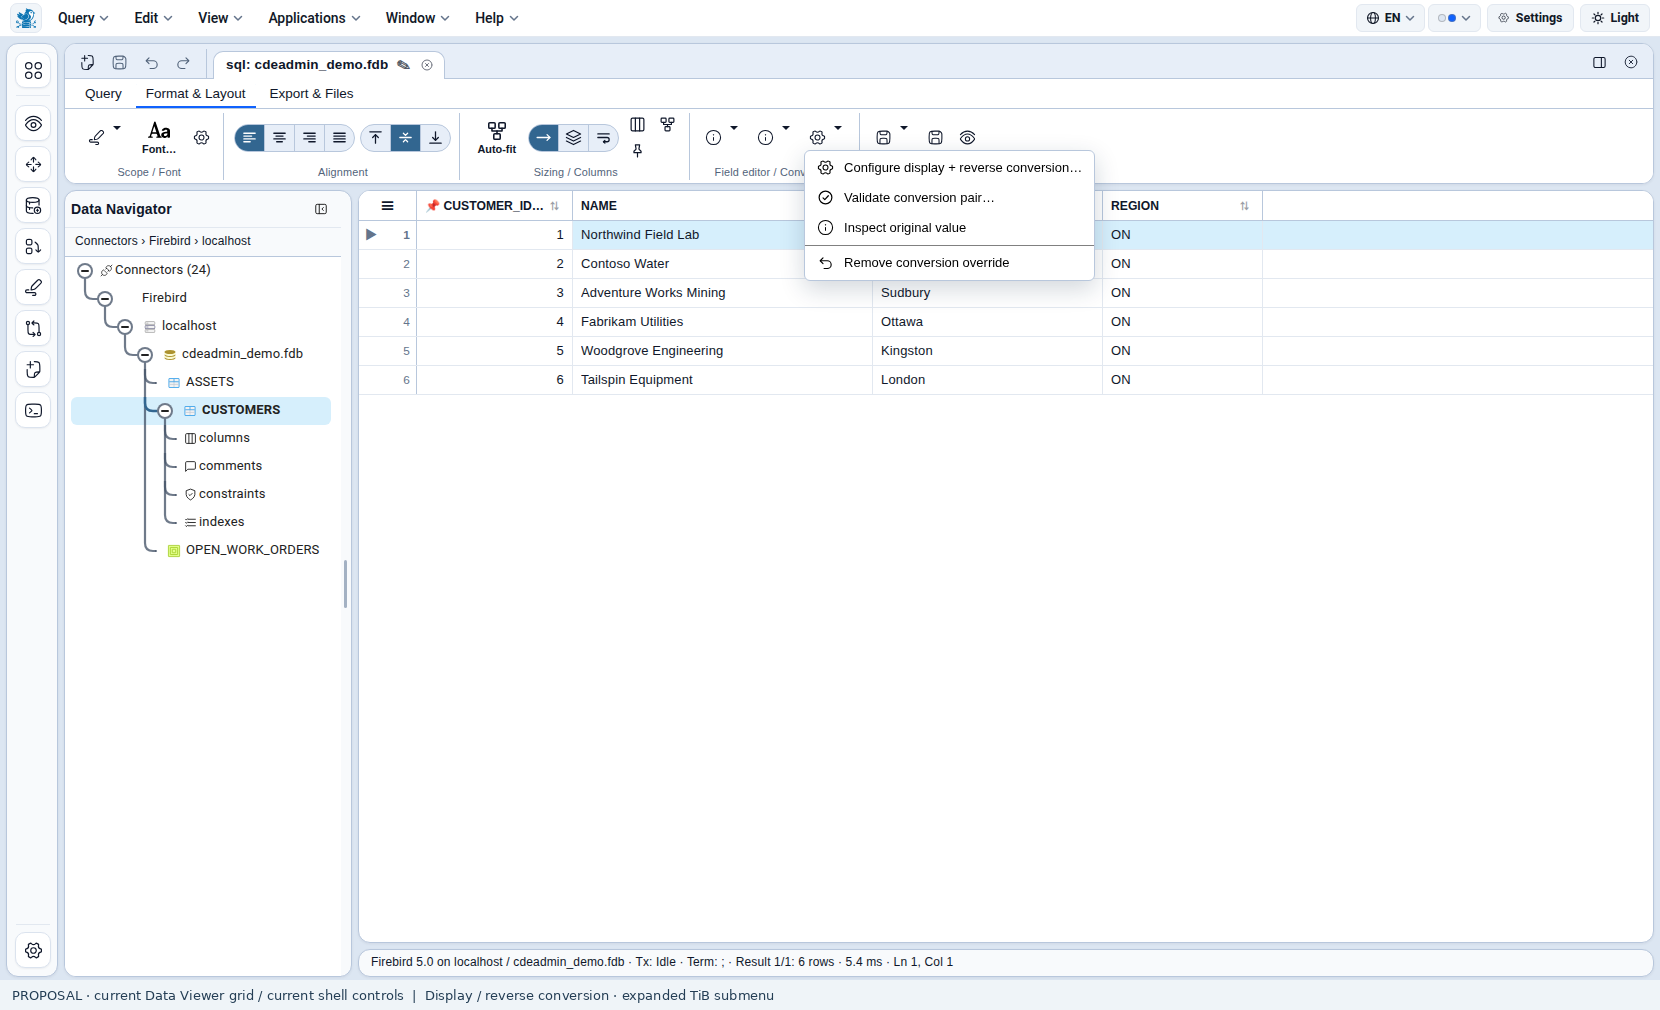 Query Edit View Applications Window Help EN Settings Light
sql: cdeadmin_demo.fdb
Query Format & Layout Export & Files
Aa
Font...
Auto-fit
Scope / Font Alignment Sizing / Columns Field editor / Conv
Configure display + reverse conversion...
Validate conversion pair...
Inspect original value
Remove conversion override
Data Navigator
Connectors › Firebird › localhost
Connectors (24)
Firebird
localhost
cdeadmin_demo.fdb
ASSETS
CUSTOMERS
columns
comments
constraints
indexes
OPEN_WORK_ORDERS
CUSTOMER_ID... NAME REGION
1 1 Northwind Field Lab ON
2 2 Contoso Water ON
3 3 Adventure Works Mining Sudbury ON
4 4 Fabrikam Utilities Ottawa ON
5 5 Woodgrove Engineering Kingston ON
6 6 Tailspin Equipment London ON
Firebird 5.0 on localhost / cdeadmin_demo.fdb · Tx: Idle · Term: ; · Result 1/1: 6 rows · 5.4 ms · Ln 1, Col 1
PROPOSAL · current Data Viewer grid / current shell controls | Display / reverse conversion · expanded TiB submenu